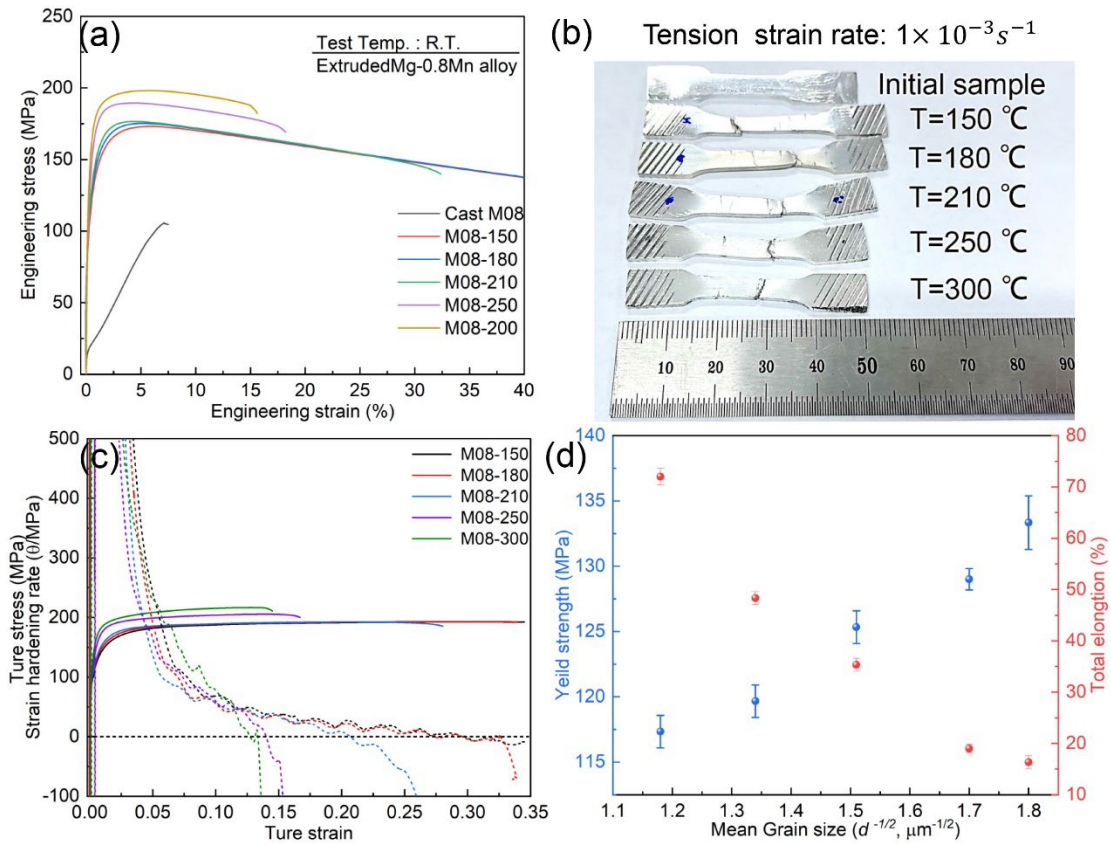 (a)
Test Temp. : R.T.
ExtrudedMg-0.8Mn alloy
Engineering stress (MPa)
250
200
150
100
50
0
Cast M08
M08-150
M08-180
M08-210
M08-250
M08-200
0 5 10 15 20 25 30 35 40
Engineering strain (%)
(b)
Tension strain rate: 1× 10⁻³s⁻¹
Initial sample
T=150 ℃
T=180 ℃
T=210 ℃
T=250 ℃
T=300 ℃
10 20 30 40 50 60 70 80 90
(c)
Ture stress (MPa)
Strain hardening rate (θ/MPa)
500
400
300
200
100
0
-100
M08-150
M08-180
M08-210
M08-250
M08-300
0.00 0.05 0.10 0.15 0.20 0.25 0.30 0.35
Ture strain
(d)
Yeild strength (MPa)
140
135
130
125
120
115
Total elongtion (%)
80
70
60
50
40
30
20
10
1.1 1.2 1.3 1.4 1.5 1.6 1.7 1.8
Mean Grain size (d ⁻¹/², μm⁻¹/²)